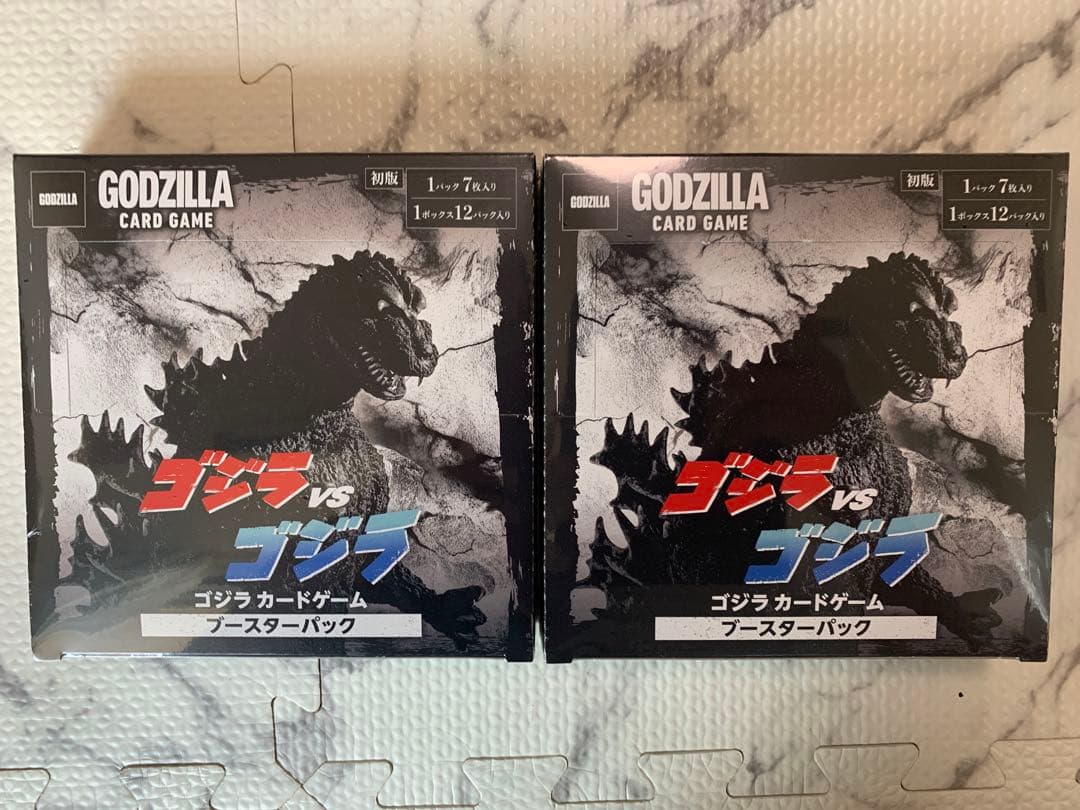 GODZILLA
GODZILLA
CARD GAME
初版
1パック 7枚入り
1ボックス12パック入り
ゴジラ VS
ゴジラ
ゴジラ カードゲーム
ブースターパック
GODZILLA
GODZILLA
CARD GAME
初版
1パック 7枚入り
1ボックス12パック入り
ゴジラ VS
ゴジラ
ゴジラ カードゲーム
ブースターパック